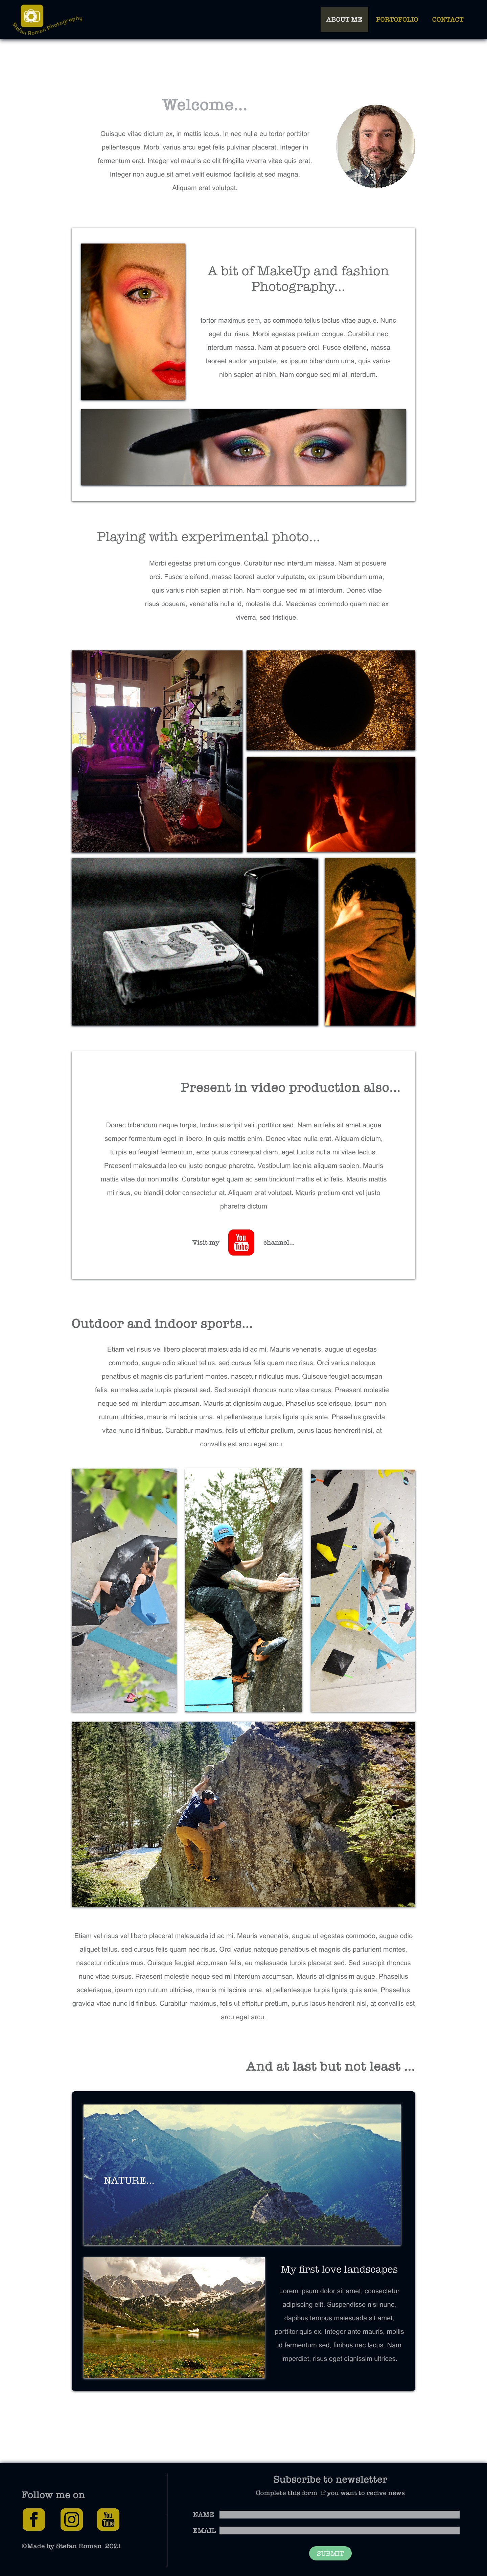 Stefan Roman Photography
ABOUT ME
PORTOFOLIO
CONTACT
Welcome...
Quisque vitae dictum ex, in mattis lacus. In nec nulla eu tortor porttitor
pellentesque. Morbi varius arcu eget felis pulvinar placerat. Integer in
fermentum erat. Integer vel mauris ac elit fringilla viverra vitae quis erat.
Integer non augue sit amet velit euismod facilisis at sed magna.
Aliquam erat volutpat.
A bit of MakeUp and fashion
Photography...
tortor maximus sem, ac commodo tellus lectus vitae augue. Nunc
eget dui risus. Morbi egestas pretium congue. Curabitur nec
interdum massa. Nam at posuere orci. Fusce eleifend, massa
laoreet auctor vulputate, ex ipsum bibendum urna, quis varius
nibh sapien at nibh. Nam congue sed mi at interdum.
Playing with experimental photo...
Morbi egestas pretium congue. Curabitur nec interdum massa. Nam at posuere
orci. Fusce eleifend, massa laoreet auctor vulputate, ex ipsum bibendum urna,
quis varius nibh sapien at nibh. Nam congue sed mi at interdum. Donec vitae
risus posuere, venenatis nulla id, molestie dui. Maecenas commodo quam nec ex
viverra, sed tristique.
CAMEL
Present in video production also...
Donec bibendum neque turpis, luctus suscipit velit porttitor sed. Nam eu felis sit amet augue
semper fermentum eget in libero. In quis mattis enim. Donec vitae nulla erat. Aliquam dictum,
turpis eu feugiat fermentum, eros purus consequat diam, eget luctus nulla mi vitae lectus.
Praesent malesuada leo eu justo congue pharetra. Vestibulum lacinia aliquam sapien. Mauris
mattis vitae dui non mollis. Curabitur eget quam ac sem tincidunt mattis et id felis. Mauris mattis
mi risus, eu blandit dolor consectetur at. Aliquam erat volutpat. Mauris pretium erat vel justo
pharetra dictum
Visit my
You
Tube
channel...
Outdoor and indoor sports...
Etiam vel risus vel libero placerat malesuada id ac mi. Mauris venenatis, augue ut egestas
commodo, augue odio aliquet tellus, sed cursus felis quam nec risus. Orci varius natoque
penatibus et magnis dis parturient montes, nascetur ridiculus mus. Quisque feugiat accumsan
felis, eu malesuada turpis placerat sed. Sed suscipit rhoncus nunc vitae cursus. Praesent molestie
neque sed mi interdum accumsan. Mauris at dignissim augue. Phasellus scelerisque, ipsum non
rutrum ultricies, mauris mi lacinia urna, at pellentesque turpis ligula quis ante. Phasellus gravida
vitae nunc id finibus. Curabitur maximus, felis ut efficitur pretium, purus lacus hendrerit nisi, at
convallis est arcu eget arcu.
Etiam vel risus vel libero placerat malesuada id ac mi. Mauris venenatis, augue ut egestas commodo, augue odio
aliquet tellus, sed cursus felis quam nec risus. Orci varius natoque penatibus et magnis dis parturient montes,
nascetur ridiculus mus. Quisque feugiat accumsan felis, eu malesuada turpis placerat sed. Sed suscipit rhoncus
nunc vitae cursus. Praesent molestie neque sed mi interdum accumsan. Mauris at dignissim augue. Phasellus
scelerisque, ipsum non rutrum ultricies, mauris mi lacinia urna, at pellentesque turpis ligula quis ante. Phasellus
gravida vitae nunc id finibus. Curabitur maximus, felis ut efficitur pretium, purus lacus hendrerit nisi, at convallis est
arcu eget arcu.
And at last but not least ...
NATURE...
My first love landscapes
Lorem ipsum dolor sit amet, consectetur
adipiscing elit. Suspendisse nisi nunc,
dapibus tempus malesuada sit amet,
porttitor quis ex. Integer ante mauris, mollis
id fermentum sed, finibus nec lacus. Nam
imperdiet, risus eget dignissim ultrices.
Follow me on
You
Tube
©Made by Stefan Roman 2021
Subscribe to newsletter
Complete this form if you want to recive news
NAME
EMAIL
SUBMIT